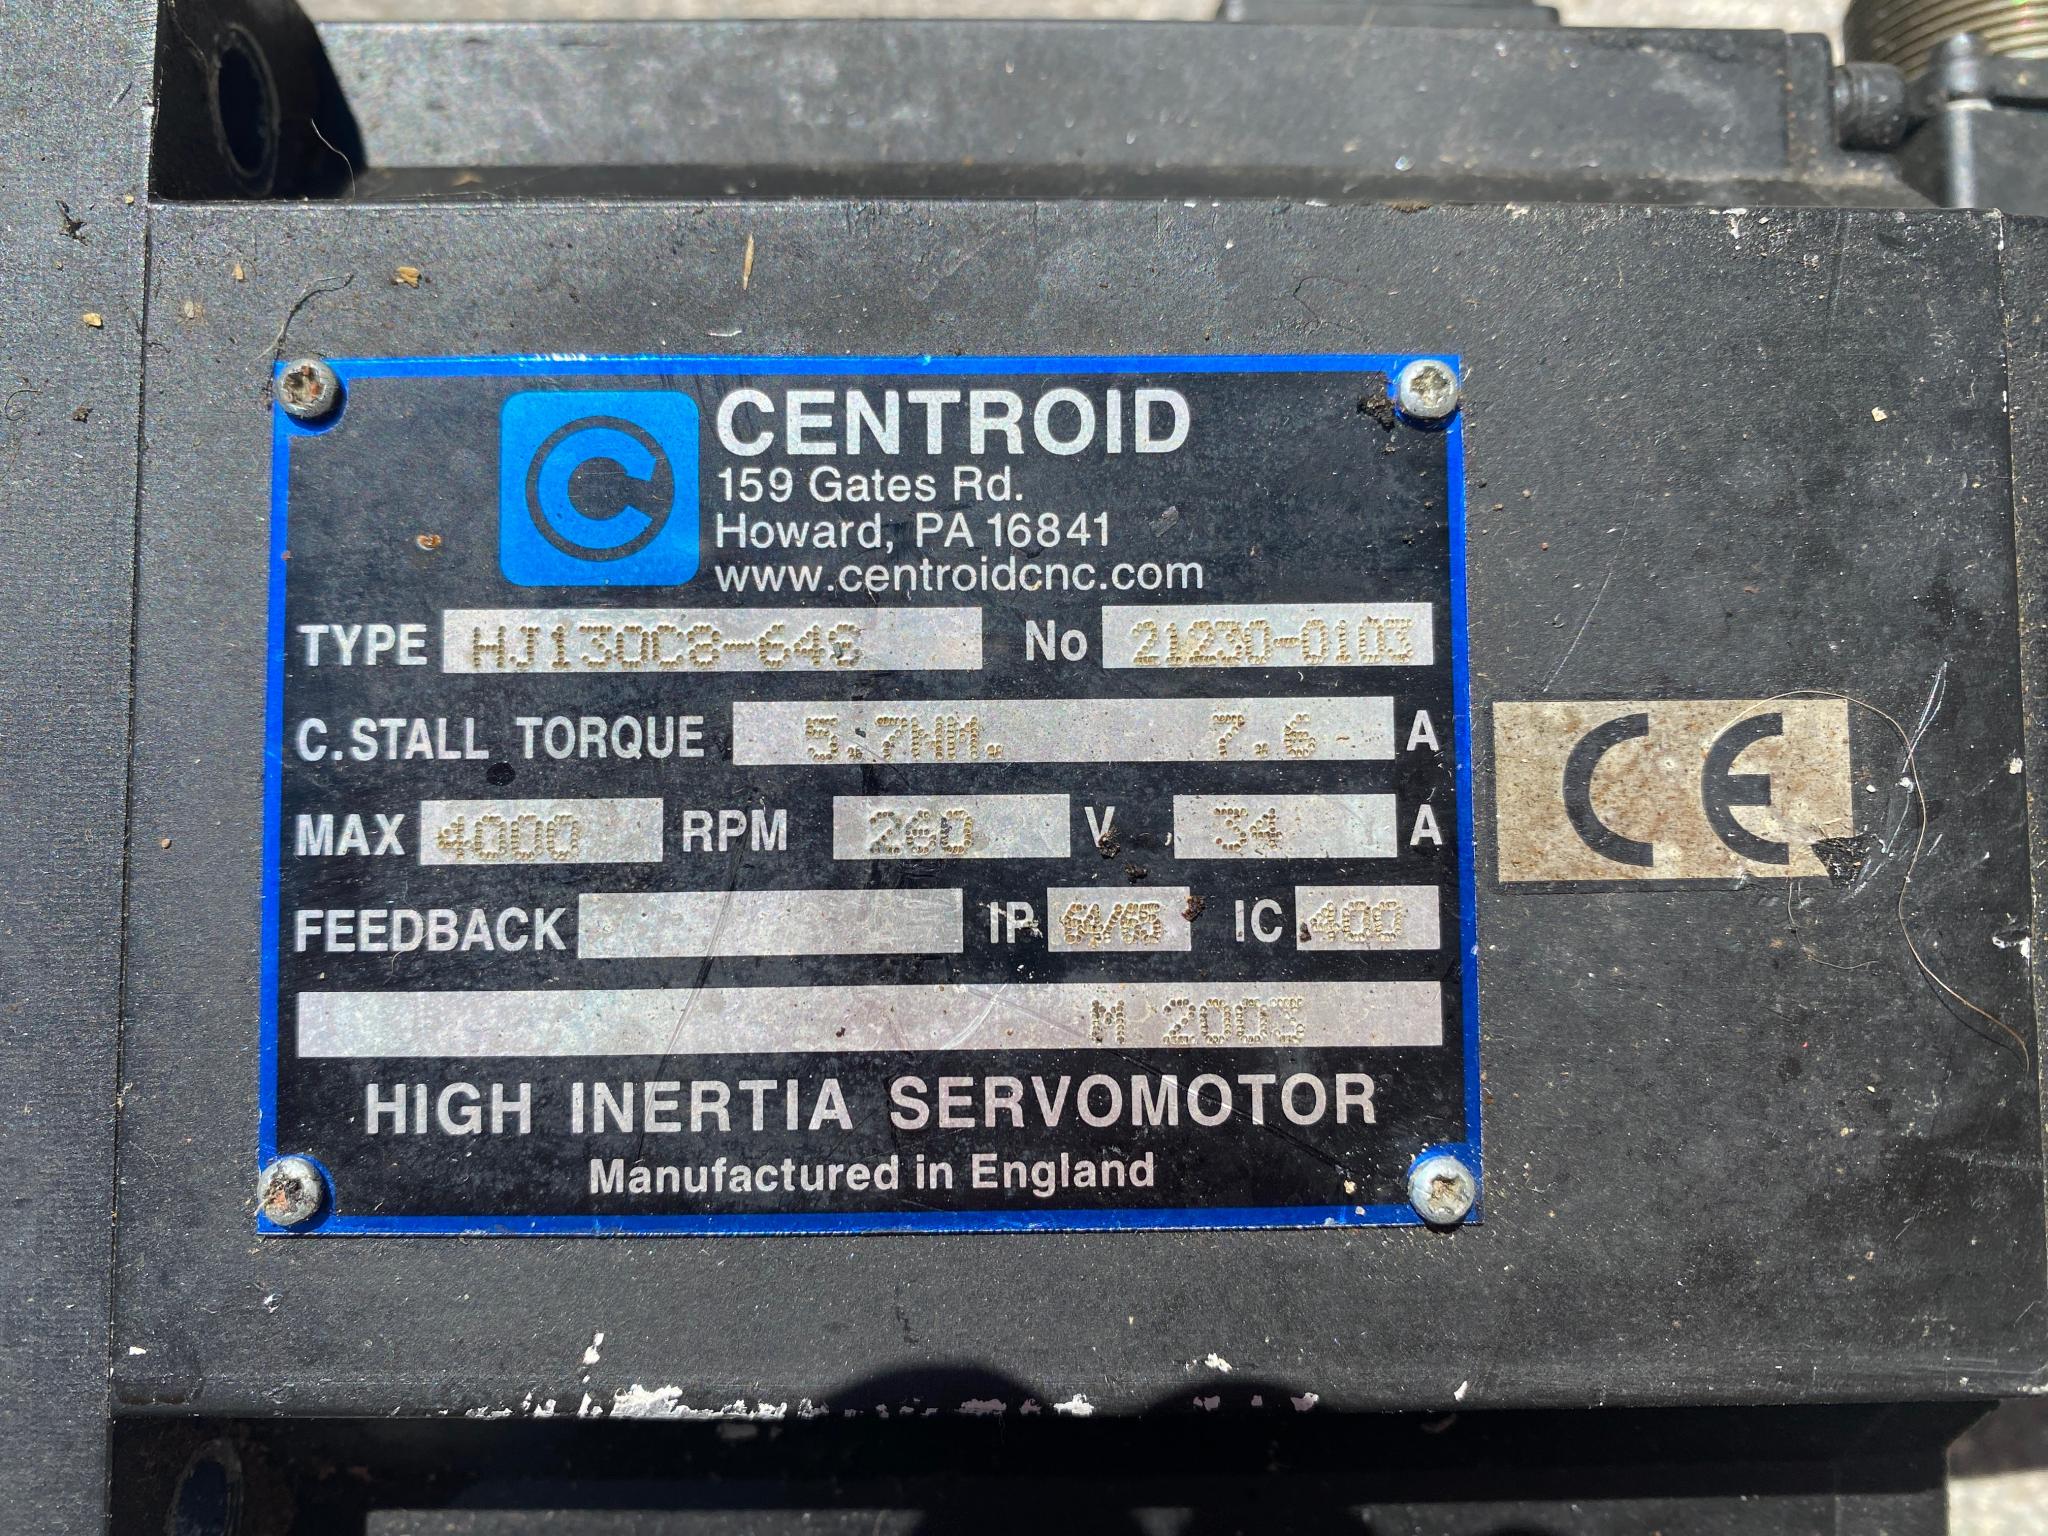 C CENTROID
159 Gates Rd.
Howard, PA 16841
www.centroidcnc.com
TYPE HJ130C8-64S No 21230-0103
C.STALL TORQUE 5.7NM. 7.6 A
MAX 4000 RPM 260 V 34 A
FEEDBACK IP 64/65 IC 400
M 2003
HIGH INERTIA SERVOMOTOR
Manufactured in England
CE